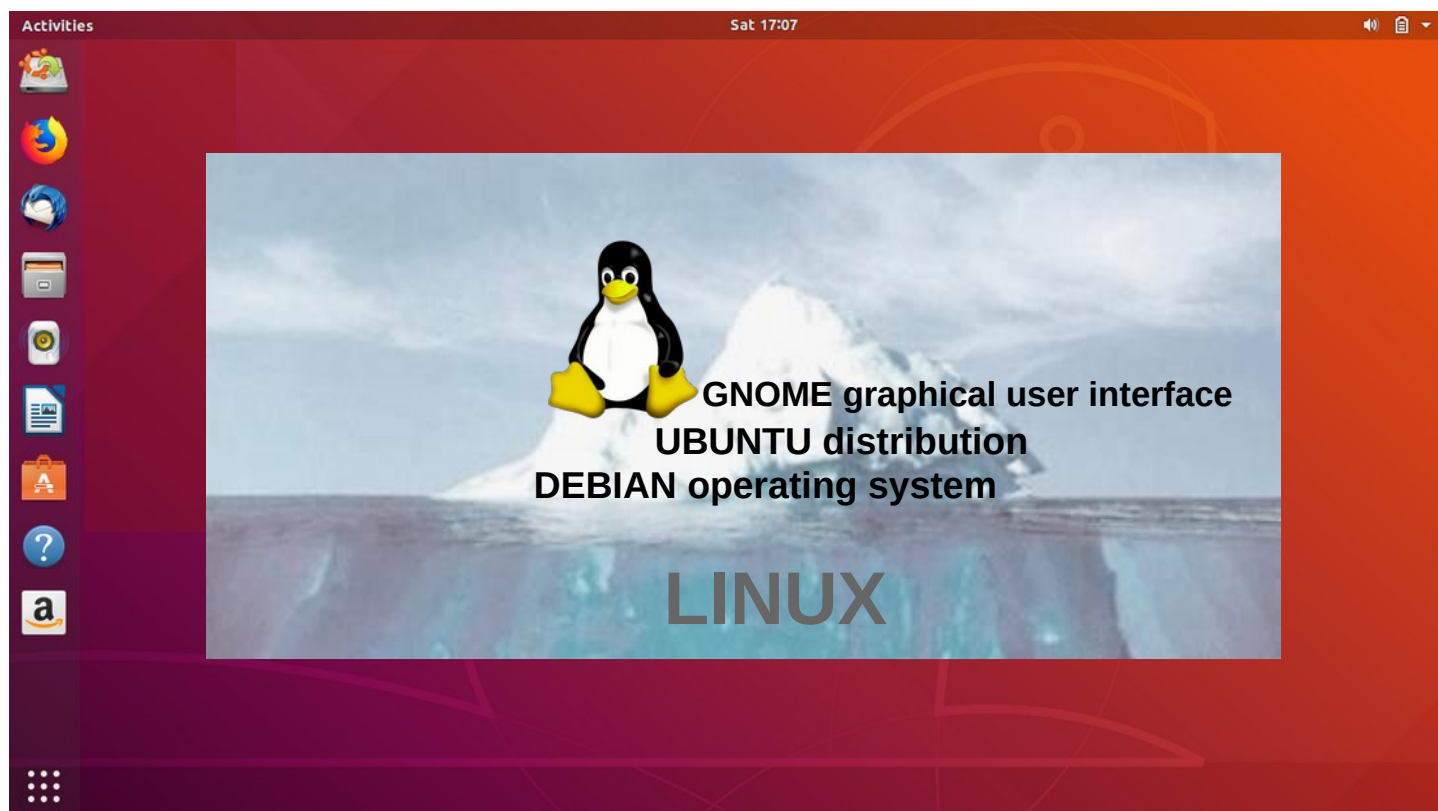 Activities
Sat 17:07
GNOME graphical user interface
UBUNTU distribution
DEBIAN operating system
LINUX
?
A
a